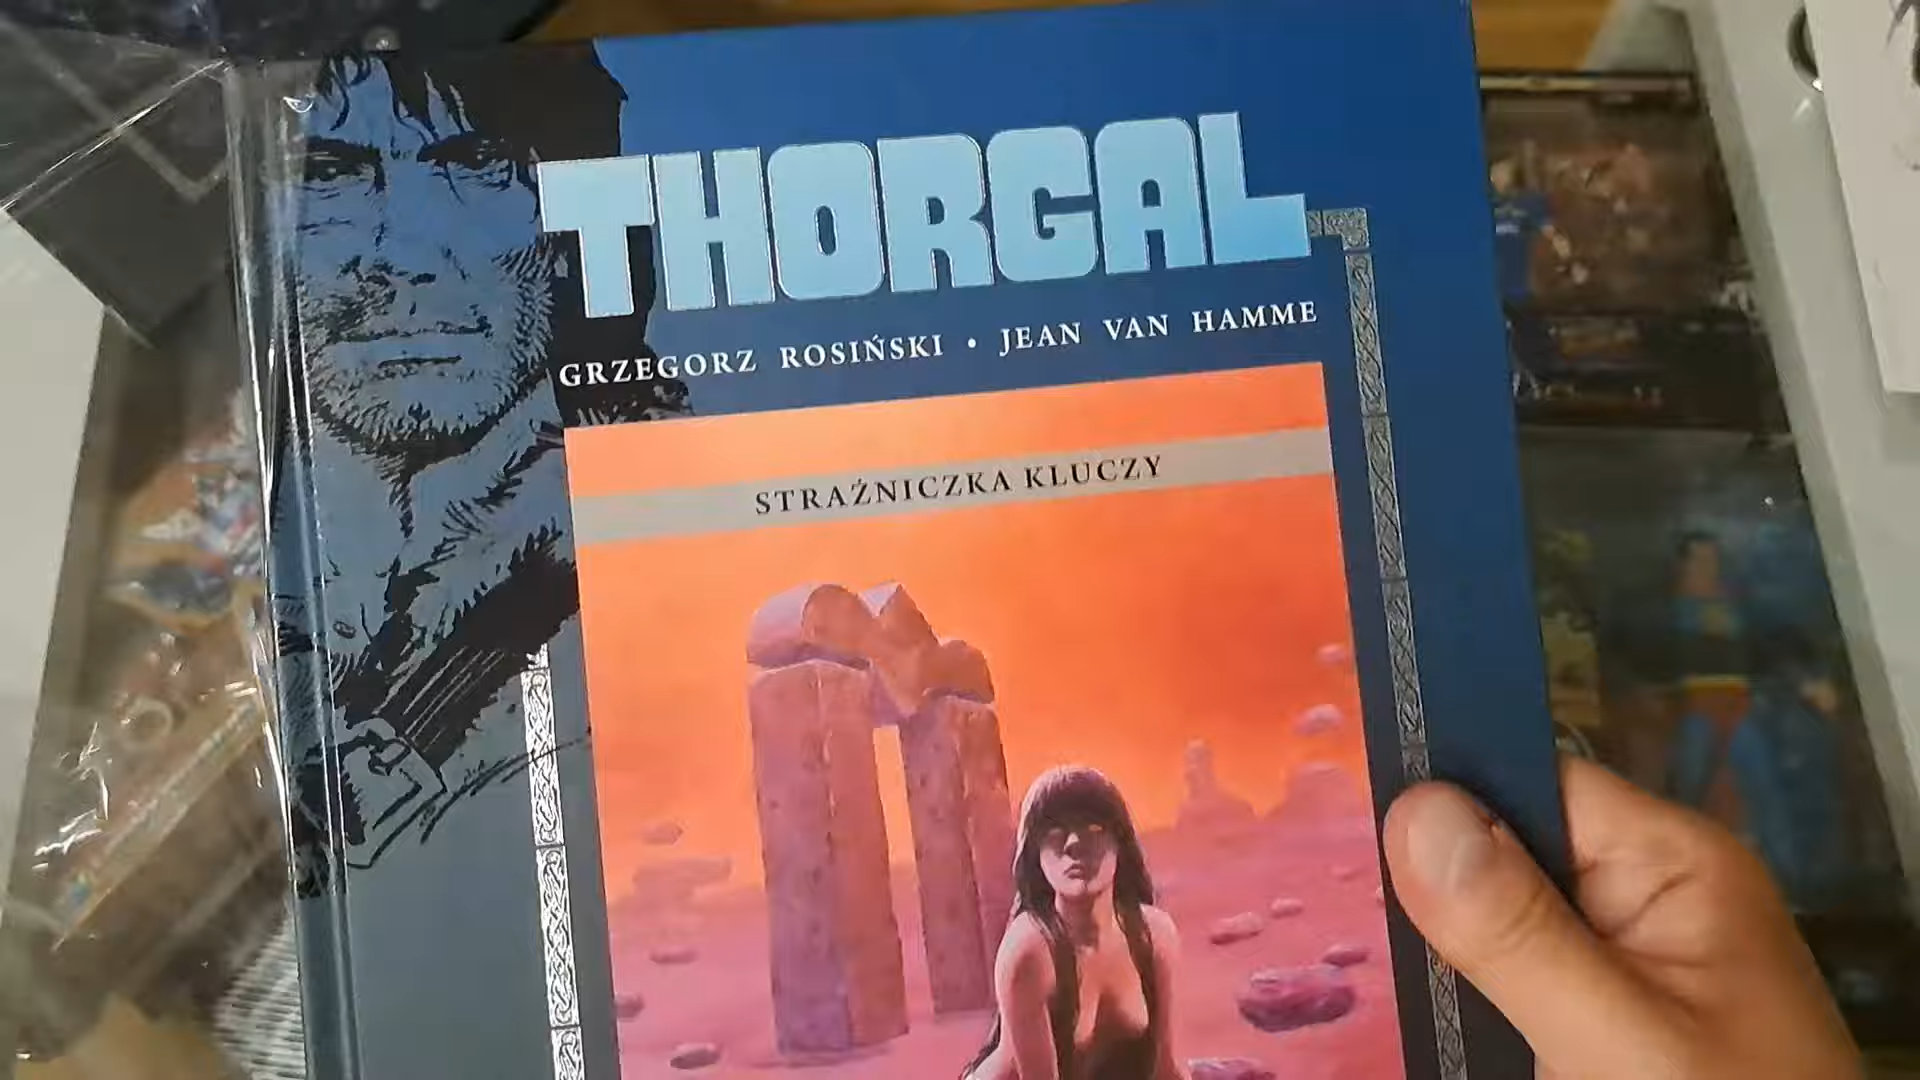 THORGAL
GRZEGORZ ROSIŃSKI • JEAN VAN HAMME
STRAŻNICZKA KLUCZY